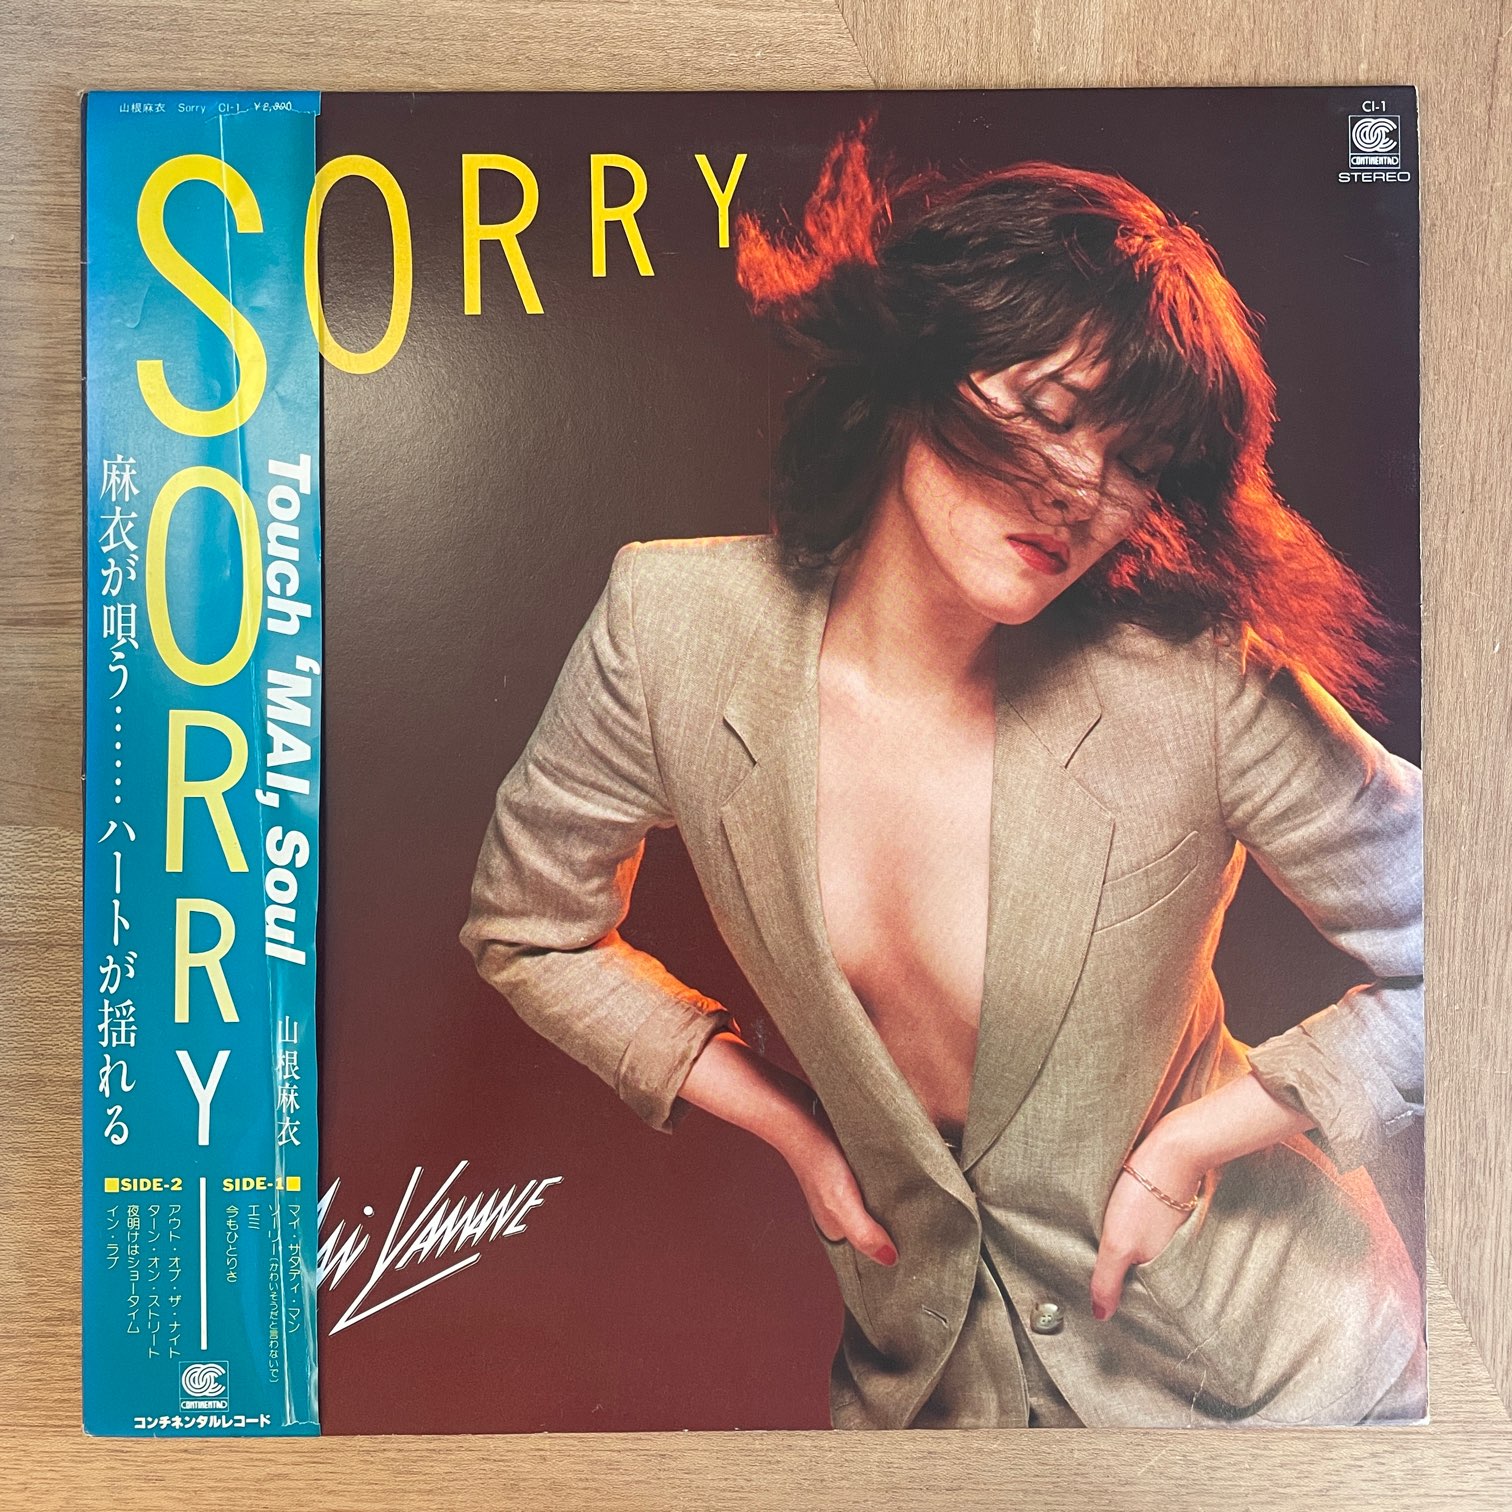 山根麻衣 Sorry CI-1 ¥2,800
SORRY
SORRY
Touch 'MAI, Soul
麻衣が唄う……ハートが揺れる
山根麻衣
SIDE-1
マイ・サタディ・マン
ソーリー(かわいそうだと言わないで)
エミ
今もひとりさ
SIDE-2
アウト・オブ・ザ・ナイト
ターン・オン・ストリート
夜明けはショータイム
イン・ラブ
CONTINENTAL
コンチネンタルレコード
CI-1
CONTINENTAL
STEREO
Mai YAMANE